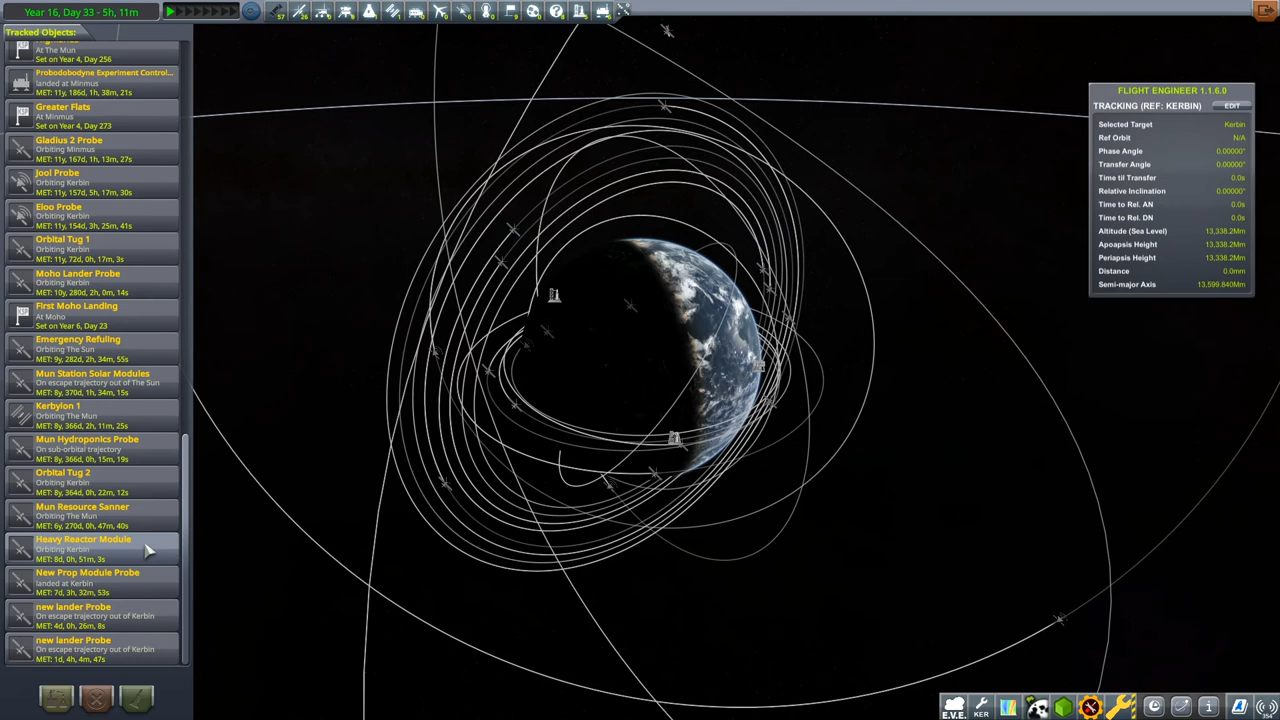 Year 16, Day 33 - 5h, 11m
57
26
8
9
4
1
6
9
5
4
Tracked Objects:
At The Mun
Set on Year 4, Day 256
Probodobodyne Experiment Control...
landed at Minmus
MET: 11y, 186d, 1h, 38m, 21s
Greater Flats
At Minmus
Set on Year 4, Day 273
Gladius 2 Probe
Orbiting Minmus
MET: 11y, 167d, 1h, 13m, 27s
Jool Probe
Orbiting Kerbin
MET: 11y, 157d, 5h, 17m, 30s
Eloo Probe
Orbiting Kerbin
MET: 11y, 154d, 3h, 25m, 41s
Orbital Tug 1
Orbiting Kerbin
MET: 11y, 72d, 0h, 17m, 3s
Moho Lander Probe
Orbiting Kerbin
MET: 10y, 280d, 2h, 0m, 14s
First Moho Landing
At Moho
Set on Year 6, Day 23
Emergency Refuling
Orbiting The Sun
MET: 9y, 282d, 2h, 34m, 55s
Mun Station Solar Modules
On escape trajectory out of The Sun
MET: 8y, 370d, 1h, 34m, 15s
Kerbylon 1
Orbiting The Mun
MET: 8y, 366d, 2h, 11m, 25s
Mun Hydroponics Probe
On sub-orbital trajectory
MET: 8y, 366d, 0h, 15m, 19s
Orbital Tug 2
Orbiting Kerbin
MET: 8y, 364d, 0h, 22m, 12s
Mun Resource Sanner
Orbiting The Mun
MET: 6y, 270d, 0h, 47m, 40s
Heavy Reactor Module
Orbiting Kerbin
MET: 8d, 0h, 51m, 3s
New Prop Module Probe
landed at Kerbin
MET: 7d, 3h, 32m, 53s
new lander Probe
On escape trajectory out of Kerbin
MET: 4d, 0h, 26m, 8s
new lander Probe
On escape trajectory out of Kerbin
MET: 1d, 4h, 4m, 47s
FLIGHT ENGINEER 1.1.6.0
TRACKING (REF: KERBIN) EDIT
Selected Target Kerbin
Ref Orbit N/A
Phase Angle 0.00000°
Transfer Angle 0.00000°
Time til Transfer 0.0s
Relative Inclination 0.00000°
Time to Rel. AN 0.0s
Time to Rel. DN 0.0s
Altitude (Sea Level) 13,338.2Mm
Apoapsis Height 13,338.2Mm
Periapsis Height 13,338.2Mm
Distance 0.0mm
Semi-major Axis 13,599.840Mm
E.V.E.
KER